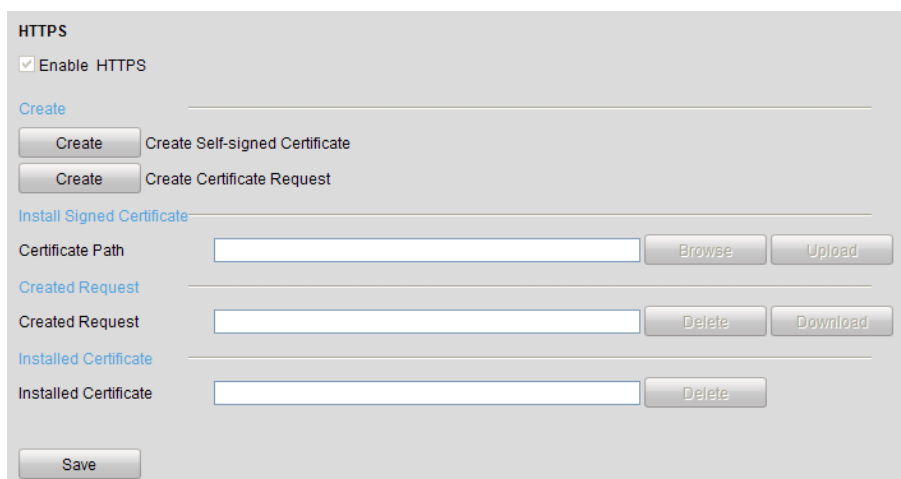 HTTPS
Enable HTTPS
Create
Create Create Self-signed Certificate
Create Create Certificate Request
Install Signed Certificate
Certificate Path Browse Upload
Created Request
Created Request Delete Download
Installed Certificate
Installed Certificate Delete
Save